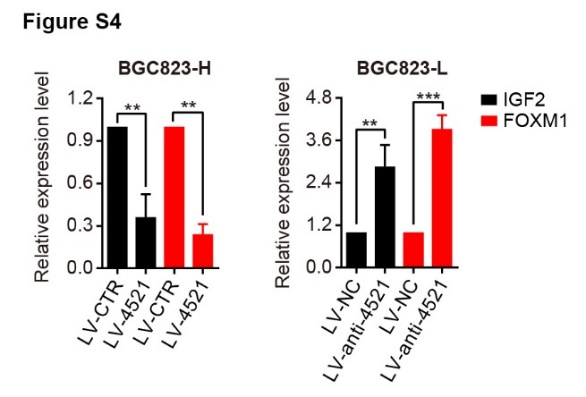 Figure S4
BGC823-H
Relative expression level
1.2
0.9
0.6
0.3
0.0
**
**
LV-CTR
LV-4521
LV-CTR
LV-4521
BGC823-L
Relative expression level
4.8
3.6
2.4
1.2
0.0
**
***
LV-NC
LV-anti-4521
LV-NC
LV-anti-4521
IGF2
FOXM1